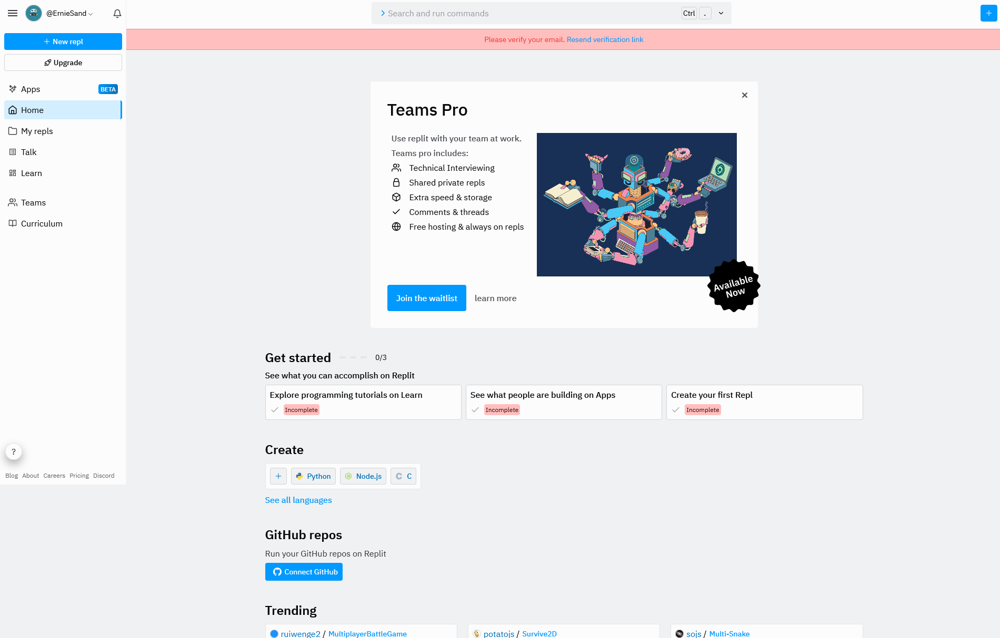 @ErnieSand
Search and run commands
Ctrl .
+
+ New repl
Upgrade
Apps BETA
Home
My repls
Talk
Learn
Teams
Curriculum
?
Blog About Careers Pricing Discord
Please verify your email. Resend verification link
Teams Pro
Use replit with your team at work.
Teams pro includes:
Technical Interviewing
Shared private repls
Extra speed & storage
Comments & threads
Free hosting & always on repls
Available
Now
Join the waitlist learn more
Get started 0/3
See what you can accomplish on Replit
Explore programming tutorials on Learn
Incomplete
See what people are building on Apps
Incomplete
Create your first Repl
Incomplete
Create
+ Python Node.js C
See all languages
GitHub repos
Run your GitHub repos on Replit
Connect GitHub
Trending
ruiwenge2 / MultiplayerBattleGame
potatojs / Survive2D
sojs / Multi-Snake